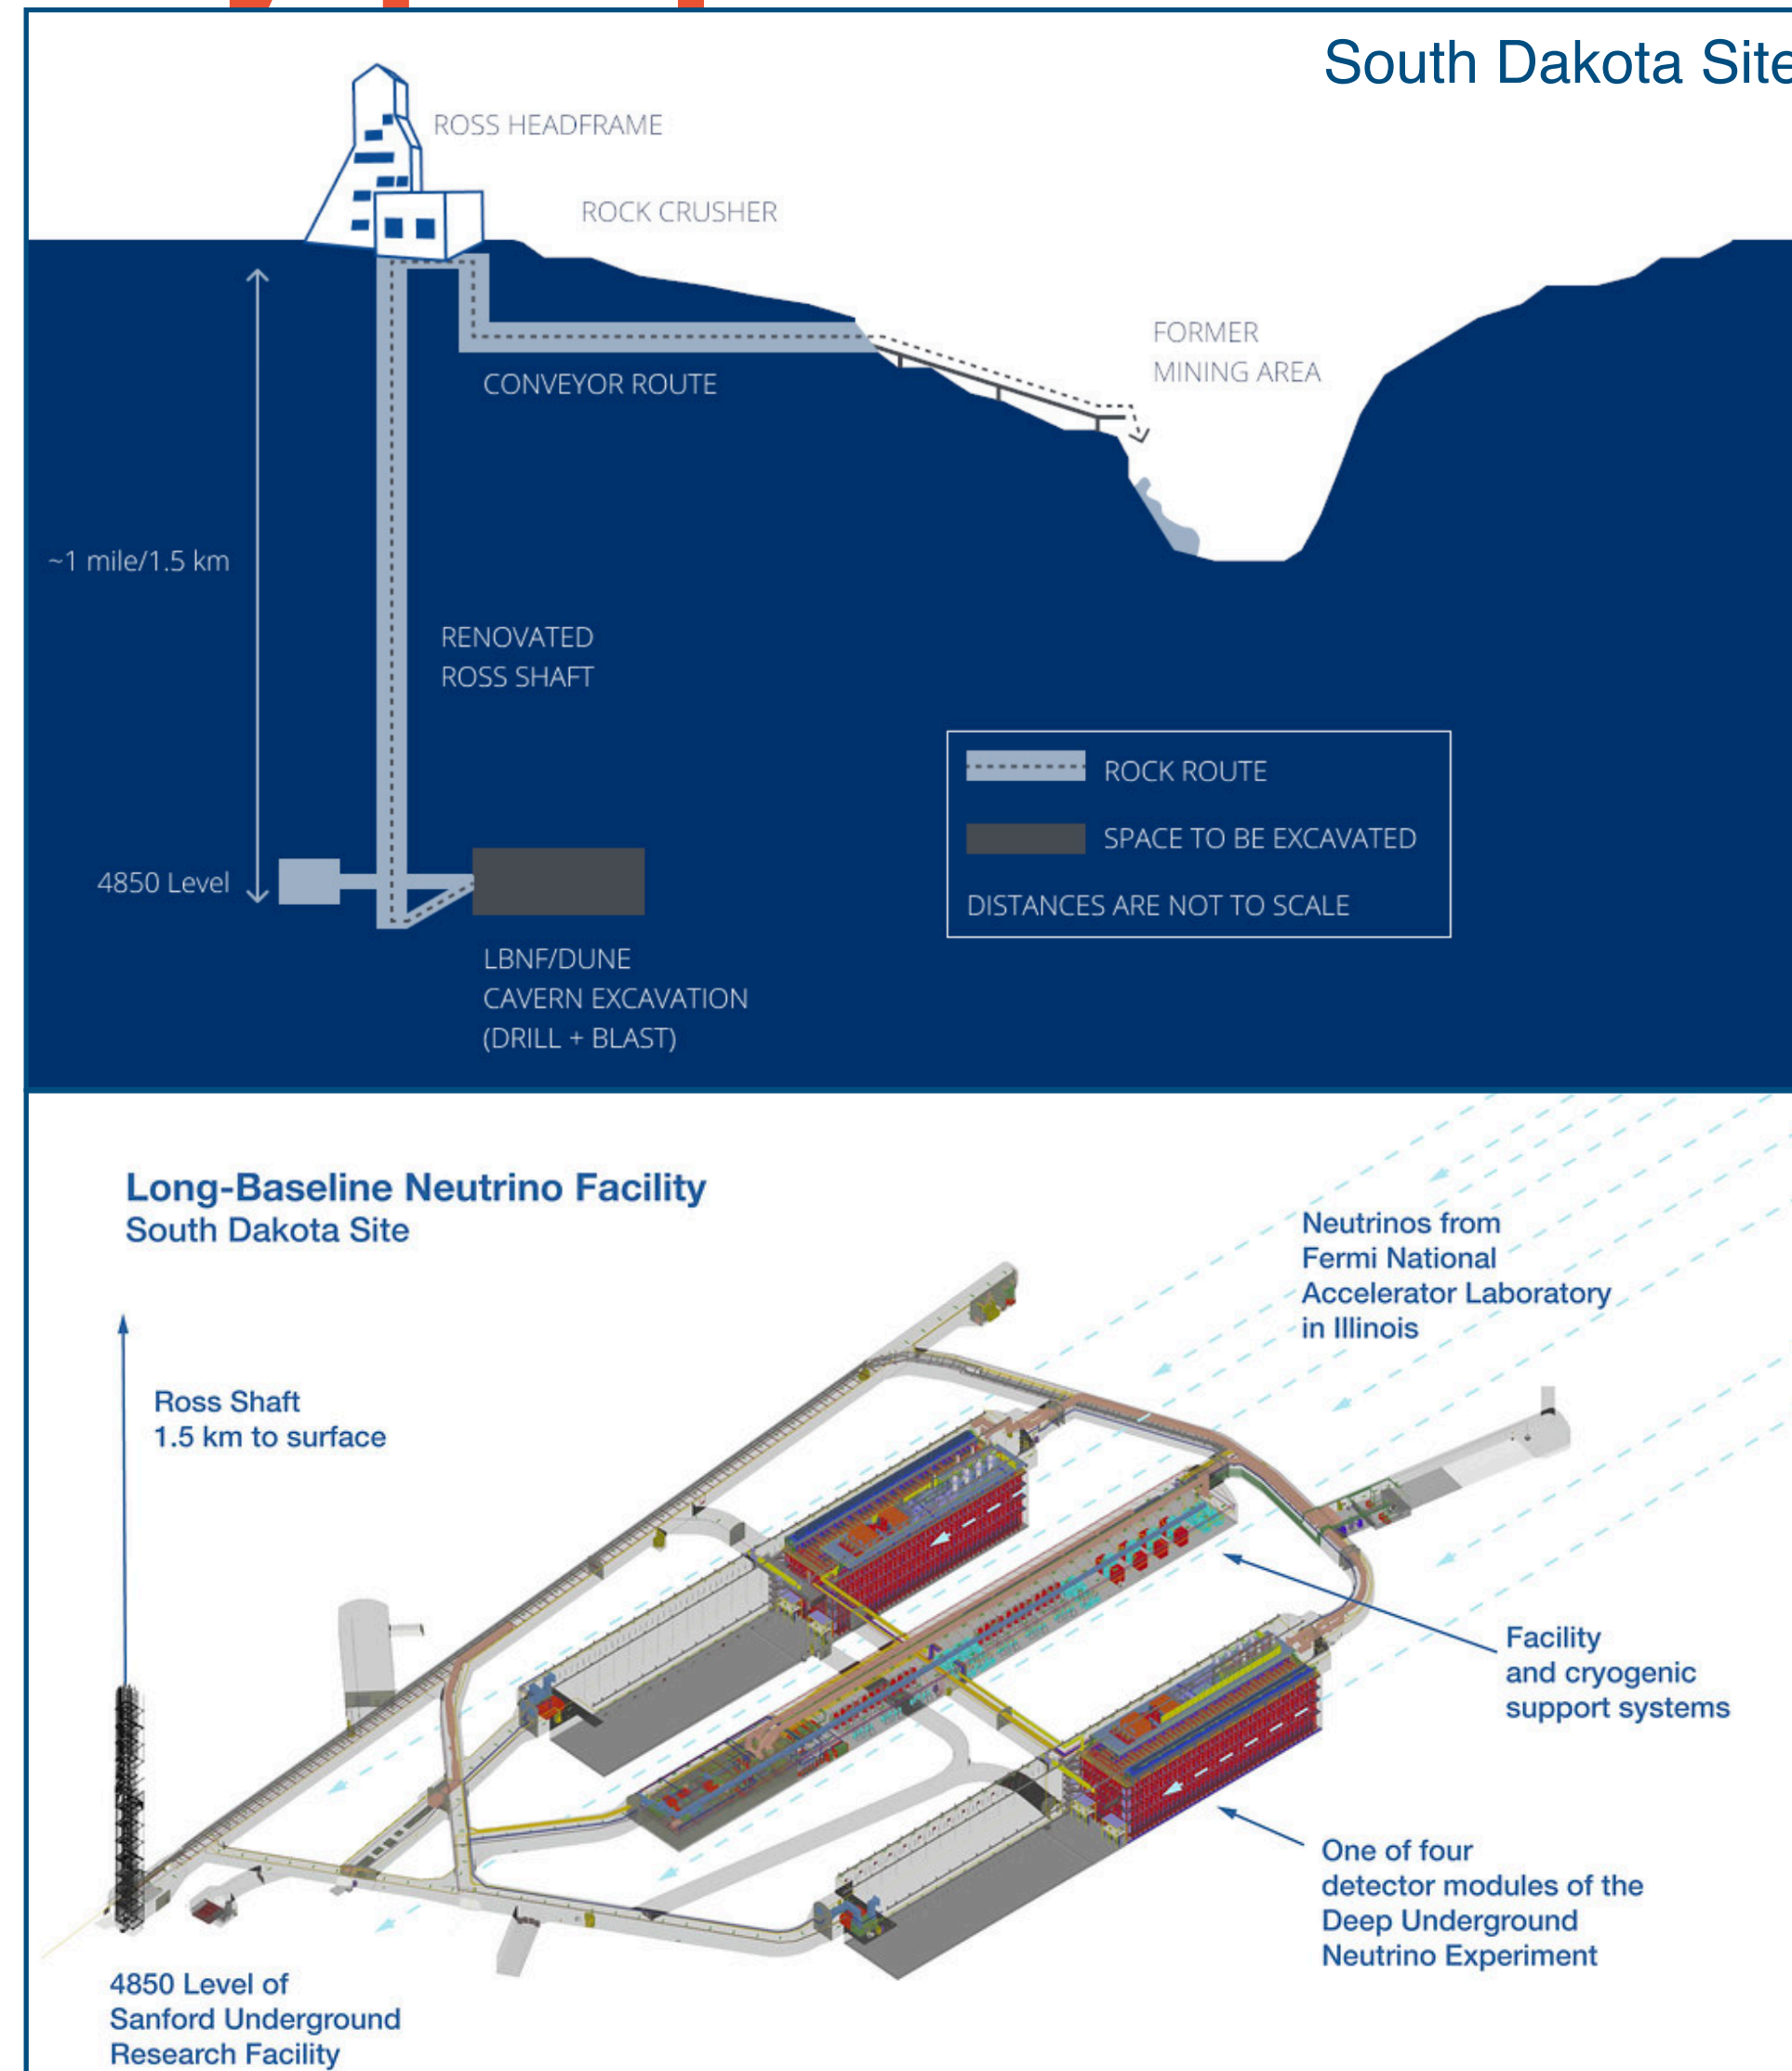 South Dakota Site
ROSS HEADFRAME
ROCK CRUSHER
FORMER
MINING AREA
CONVEYOR ROUTE
~1 mile/1.5 km
RENOVATED
ROSS SHAFT
ROCK ROUTE
SPACE TO BE EXCAVATED
DISTANCES ARE NOT TO SCALE
4850 Level
LBNF/DUNE
CAVERN EXCAVATION
(DRILL + BLAST)
Long-Baseline Neutrino Facility
South Dakota Site
Neutrinos from
Fermi National
Accelerator Laboratory
in Illinois
Ross Shaft
1.5 km to surface
Facility
and cryogenic
support systems
One of four
detector modules of the
Deep Underground
Neutrino Experiment
4850 Level of
Sanford Underground
Research Facility